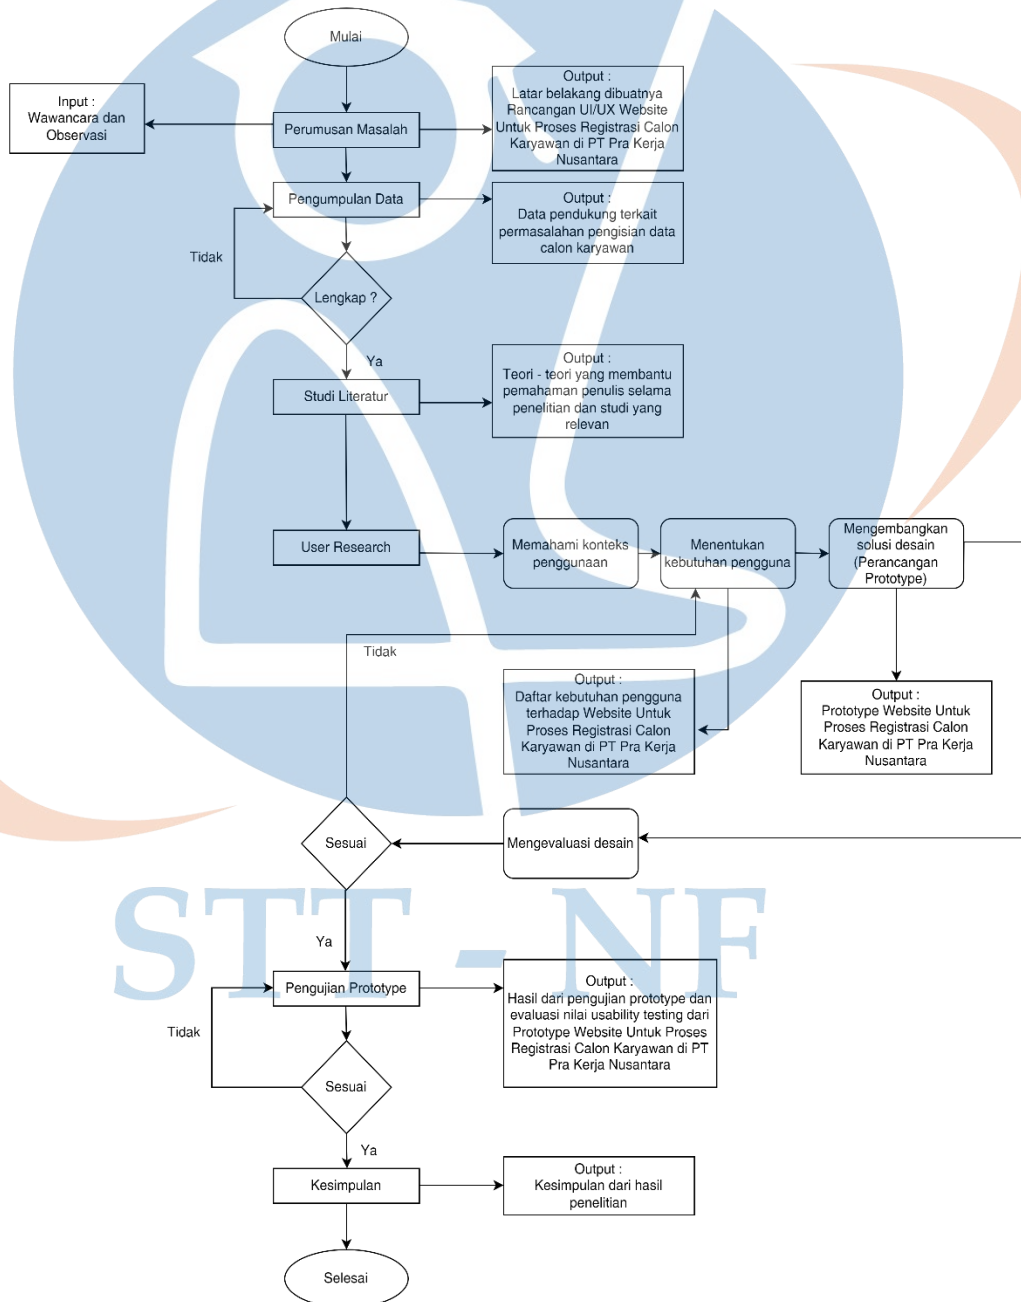 Mulai
Input :
Wawancara dan
Observasi
Perumusan Masalah
Output :
Latar belakang dibuatnya
Rancangan UI/UX Website
Untuk Proses Registrasi Calon
Karyawan di PT Pra Kerja
Nusantara
Pengumpulan Data
Output :
Data pendukung terkait
permasalahan pengisian data
calon karyawan
Tidak
Lengkap ?
Ya
Studi Literatur
Output :
Teori - teori yang membantu
pemahaman penulis selama
penelitian dan studi yang
relevan
User Research
Memahami konteks
penggunaan
Menentukan
kebutuhan pengguna
Mengembangkan
solusi desain
(Perancangan
Prototype)
Tidak
Output :
Daftar kebutuhan pengguna
terhadap Website Untuk
Proses Registrasi Calon
Karyawan di PT Pra Kerja
Nusantara
Output :
Prototype Website Untuk
Proses Registrasi Calon
Karyawan di PT Pra Kerja
Nusantara
Sesuai
Mengevaluasi desain
STT - NF
Ya
Pengujian Prototype
Output :
Hasil dari pengujian prototype dan
evaluasi nilai usability testing dari
Prototype Website Untuk Proses
Registrasi Calon Karyawan di PT
Pra Kerja Nusantara
Tidak
Sesuai
Ya
Kesimpulan
Output :
Kesimpulan dari hasil
penelitian
Selesai